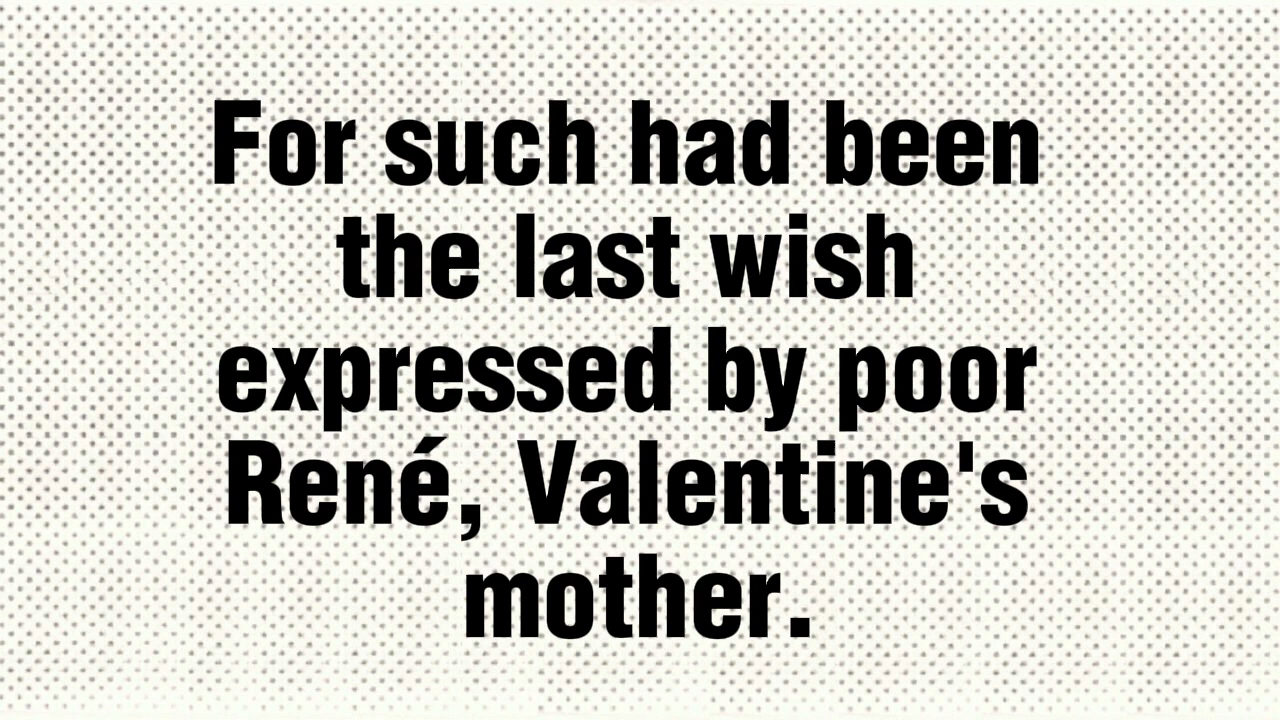 For such had been
the last wish
expressed by poor
René, Valentine's
mother.